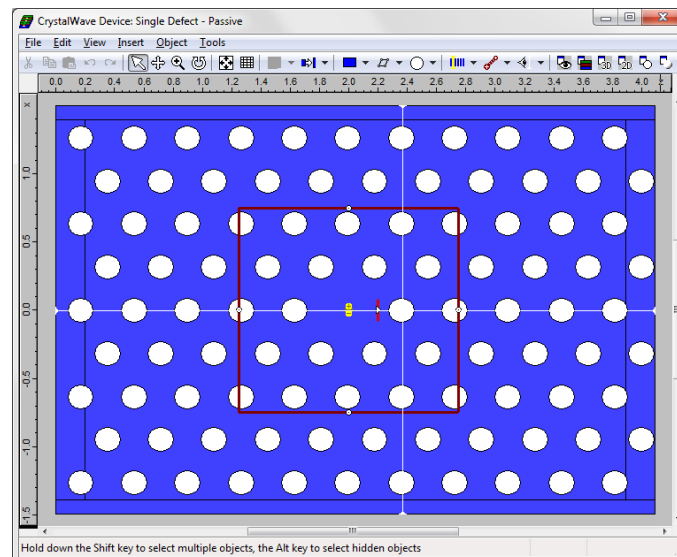 CrystalWave Device: Single Defect - Passive
File Edit View Insert Object Tools
3D 2D
x 0.0 0.2 0.4 0.6 0.8 1.0 1.2 1.4 1.6 1.8 2.0 2.2 2.4 2.6 2.8 3.0 3.2 3.4 3.6 3.8 4.0 z
1.0
0.5
0.0
-0.5
-1.0
-1.5
Hold down the Shift key to select multiple objects, the Alt key to select hidden objects